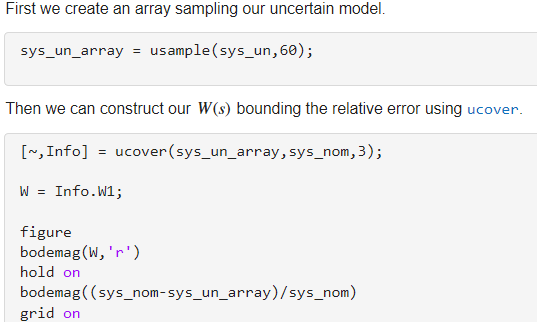 First we create an array sampling our uncertain model.
sys_un_array = usample(sys_un,60);
Then we can construct our W(s) bounding the relative error using ucover.
[~,Info] = ucover(sys_un_array,sys_nom,3);
W = Info.W1;
figure
bodemag(W,'r')
hold on
bodemag((sys_nom-sys_un_array)/sys_nom)
grid on